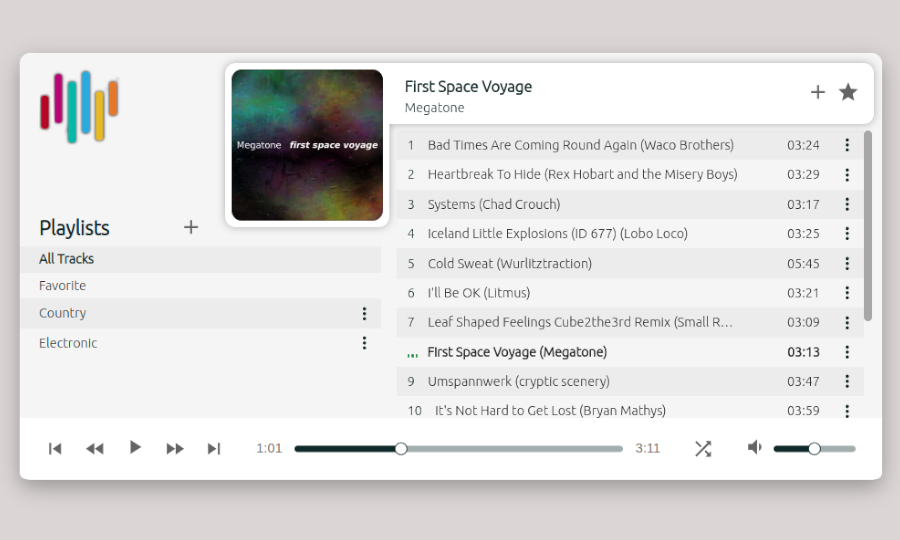 Megatone first space voyage
First Space Voyage
Megatone
Playlists
All Tracks
Favorite
Country
Electronic
1 Bad Times Are Coming Round Again (Waco Brothers) 03:24
2 Heartbreak To Hide (Rex Hobart and the Misery Boys) 03:29
3 Systems (Chad Crouch) 03:17
4 Iceland Little Explosions (ID 677) (Lobo Loco) 03:25
5 Cold Sweat (Wurlitztraction) 05:45
6 I'll Be OK (Litmus) 03:21
7 Leaf Shaped Feelings Cube2the3rd Remix (Small R... 03:09
First Space Voyage (Megatone) 03:13
9 Umspannwerk (cryptic scenery) 03:47
10 It's Not Hard to Get Lost (Bryan Mathys) 03:59
1:01 3:11